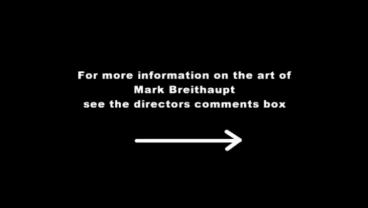 For more information on the art of
Mark Breithaupt
see the directors comments box